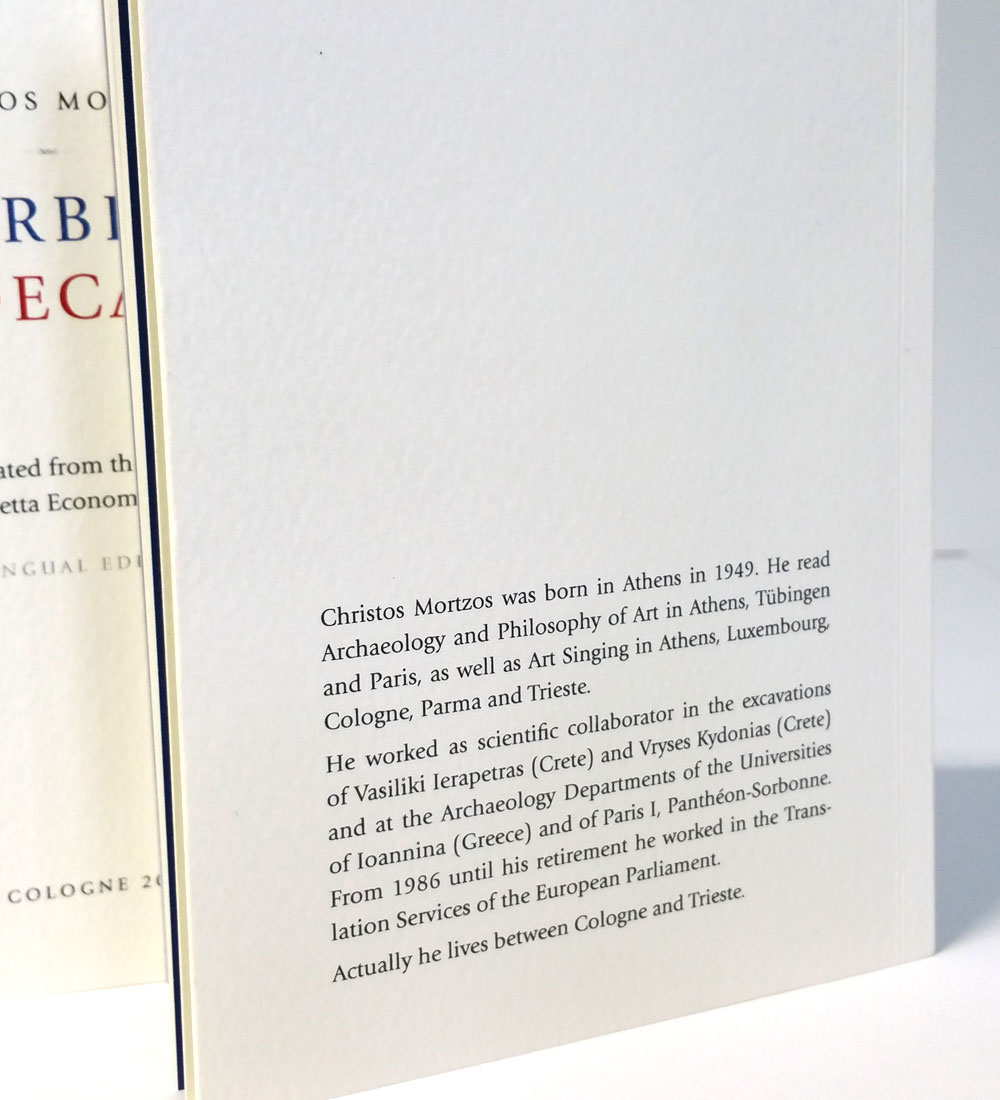 OS MO
RBI
ECA
ated from th
etta Econom
NGUAL EDI
COLOGNE 20
Christos Mortzos was born in Athens in 1949. He read
Archaeology and Philosophy of Art in Athens, Tübingen
and Paris, as well as Art Singing in Athens, Luxembourg,
Cologne, Parma and Trieste.
He worked as scientific collaborator in the excavations
of Vasiliki Ierapetras (Crete) and Vryses Kydonias (Crete)
and at the Archaeology Departments of the Universities
of Ioannina (Greece) and of Paris I, Panthéon-Sorbonne.
From 1986 until his retirement he worked in the Trans-
lation Services of the European Parliament.
Actually he lives between Cologne and Trieste.